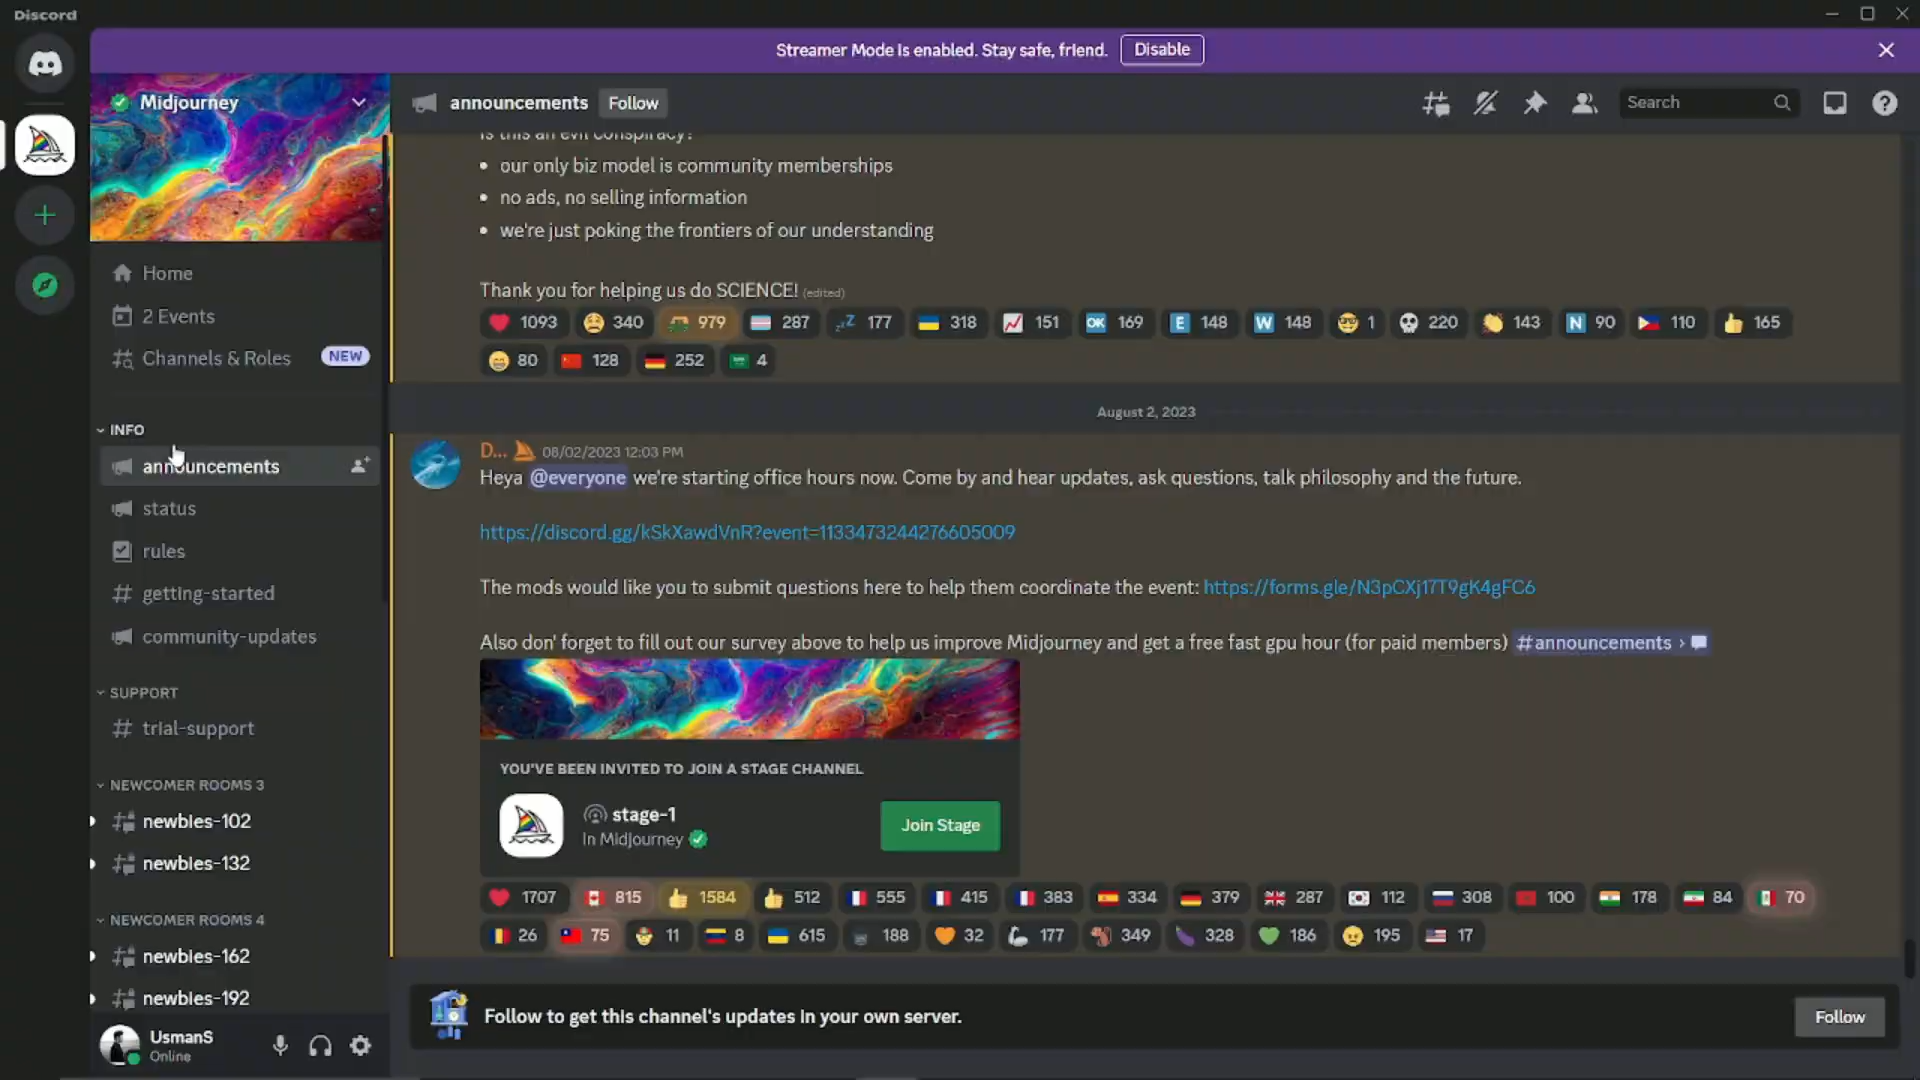 Discord
Streamer Mode is enabled. Stay safe, friend. Disable
Midjourney
announcements Follow
Search
Is this an evil conspiracy?
• our only biz model is community memberships
• no ads, no selling information
• we're just poking the frontiers of our understanding
Thank you for helping us do SCIENCE! (edited)
1093 340 979 287 zZ 177 318 151 OK 169 E 148 W 148 1 220 143 N 90 110 165
80 128 252 4
Home
2 Events
Channels & Roles NEW
INFO
announcements
status
rules
getting-started
community-updates
SUPPORT
trial-support
NEWCOMER ROOMS 3
newbies-102
newbies-132
NEWCOMER ROOMS 4
newbies-162
newbies-192
UsmanS
Online
August 2, 2023
D... 08/02/2023 12:03 PM
Heya @everyone we're starting office hours now. Come by and hear updates, ask questions, talk philosophy and the future.
https://discord.gg/kSkXawdVnR?event=1133473244276605009
The mods would like you to submit questions here to help them coordinate the event: https://forms.gle/N3pCXj17T9gK4gFC6
Also don' forget to fill out our survey above to help us improve Midjourney and get a free fast gpu hour (for paid members) #announcements ›
YOU'VE BEEN INVITED TO JOIN A STAGE CHANNEL
stage-1
In Midjourney
Join Stage
1707 815 1584 512 555 415 383 334 379 287 112 308 100 178 84 70
26 75 11 8 615 188 32 177 349 328 186 195 17
Follow to get this channel's updates in your own server.
Follow